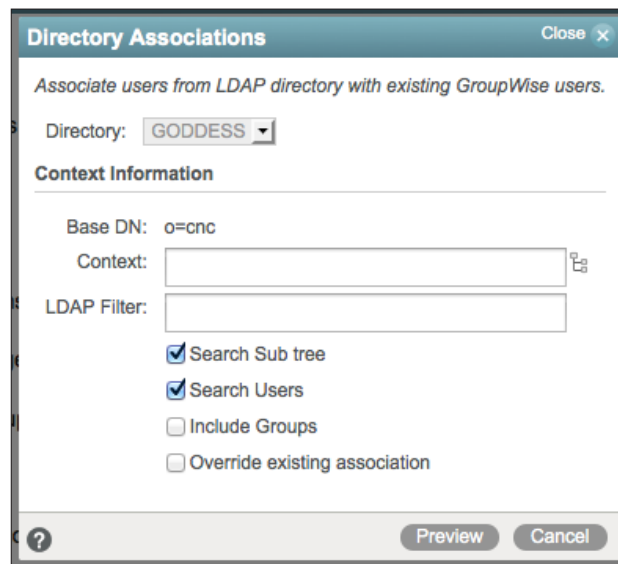 Directory Associations
Close
Associate users from LDAP directory with existing GroupWise users.
Directory: GODDESS
Context Information
Base DN: o=cnc
Context:
LDAP Filter:
Search Sub tree
Search Users
Include Groups
Override existing association
? Preview Cancel